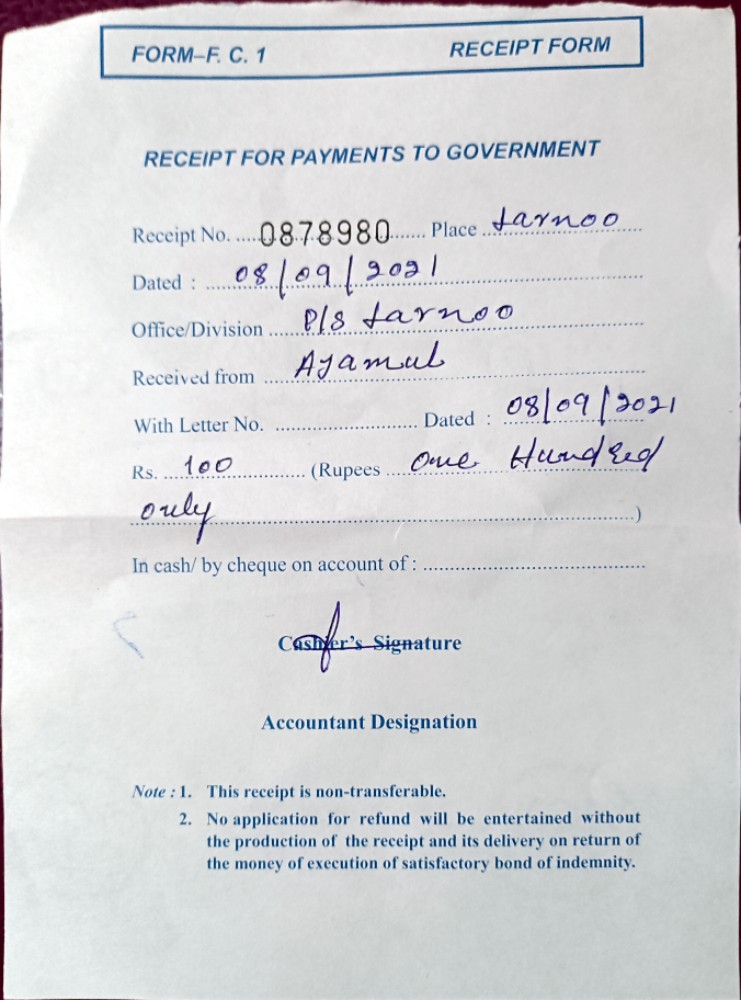 FORM–F. C. 1 RECEIPT FORM
RECEIPT FOR PAYMENTS TO GOVERNMENT
Receipt No. ....0878980....... Place ..tarnoo....
Dated : ....08/09/2021....
Office/Division ....P/S tarnoo....
Received from ....Ajamul....
With Letter No. .............................. Dated : 08/09/2021
Rs. ...100.............. (Rupees ....One Hundred
only....................................................................)
In cash/ by cheque on account of : ..........................................
Cashier's Signature
Accountant Designation
Note : 1. This receipt is non-transferable.
2. No application for refund will be entertained without
the production of the receipt and its delivery on return of
the money of execution of satisfactory bond of indemnity.